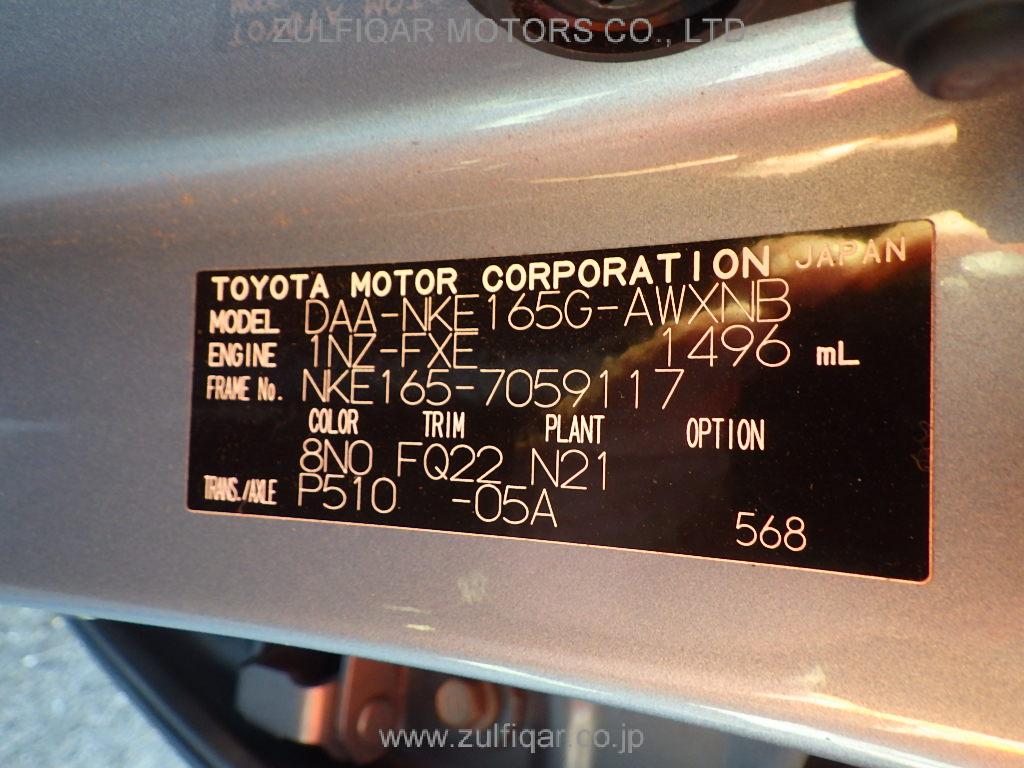 ZULFIQAR MOTORS CO., LTD
TOYOTA MOTOR CORPORATION JAPAN
MODEL DAA-NKE165G-AWXNB
ENGINE 1NZ-FXE 1496 mL
FRAME No. NKE165-7059117
COLOR TRIM PLANT OPTION
8N0 FQ22 N21
TRANS./AXLE P510 -05A
568
www.zulfiqar.co.jp